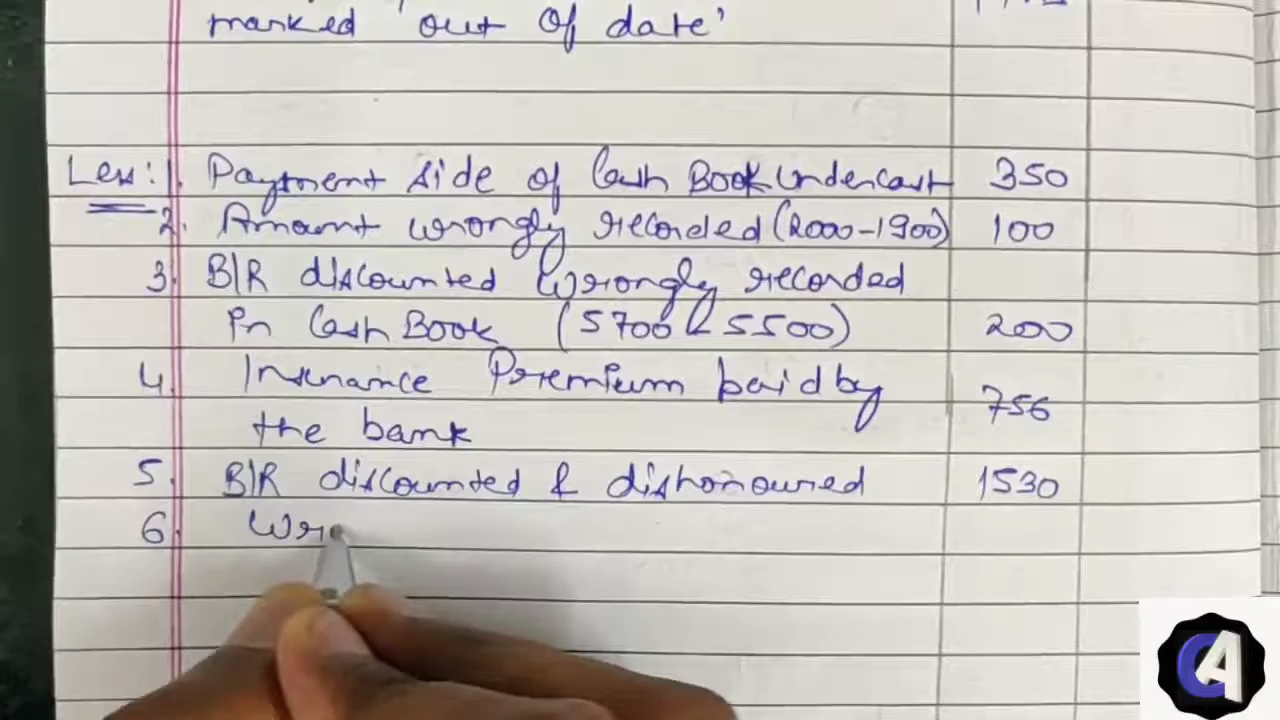 marked 'out of date'
Less: 1. Payment side of Cash Book Undercast 350
2. Amount wrongly recorded (2000-1900) 100
3. B/R discounted Wrongly recorded
in Cash Book (5700 - 5500) 200
4. Insurance Premium paid by
the bank 756
5. B/R discounted & dishonoured 1530
6. Wr
CA